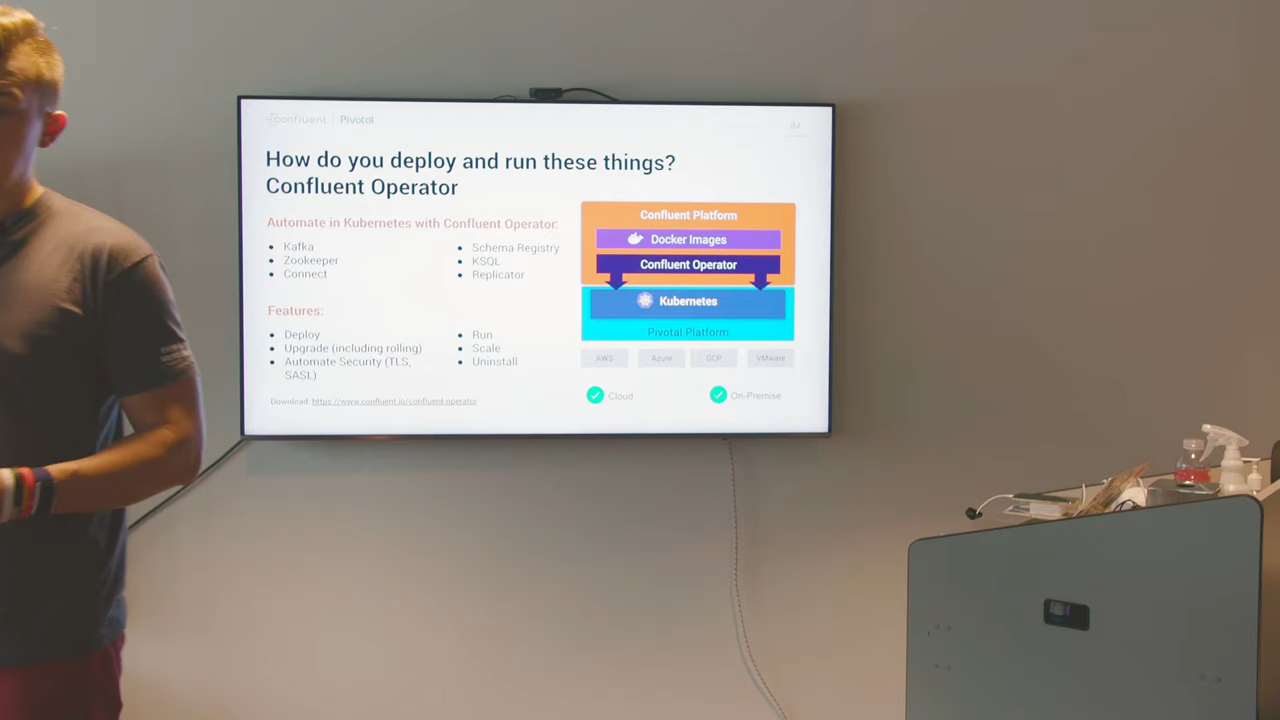 confluent | Pivotal
84
How do you deploy and run these things?
Confluent Operator
Automate in Kubernetes with Confluent Operator:
• Kafka
• Zookeeper
• Connect
• Schema Registry
• KSQL
• Replicator
Features:
• Deploy
• Upgrade (including rolling)
• Automate Security (TLS,
SASL)
• Run
• Scale
• Uninstall
Download: https://www.confluent.io/confluent-operator
Confluent Platform
Docker Images
Confluent Operator
Kubernetes
Pivotal Platform
AWS
Azure
GCP
VMware
Cloud
On-Premise